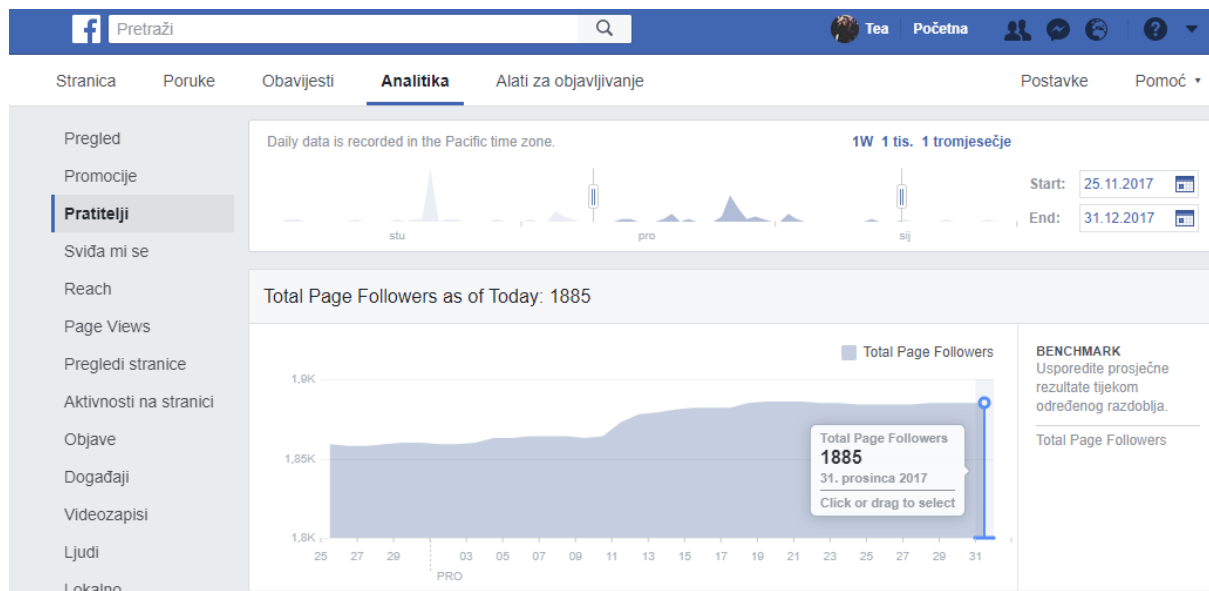 f
Pretraži
Tea Početna
?
Stranica Poruke Obavijesti Analitika Alati za objavljivanje Postavke Pomoć
Pregled
Promocije
Pratitelji
Sviđa mi se
Reach
Page Views
Pregledi stranice
Aktivnosti na stranici
Objave
Događaji
Videozapisi
Ljudi
Lokalno
Daily data is recorded in the Pacific time zone.
1W 1 tis. 1 tromjesečje
stu pro sij
Start: 25.11.2017
End: 31.12.2017
Total Page Followers as of Today: 1885
Total Page Followers
1,9K
1,85K
1,8K
Total Page Followers
1885
31. prosinca 2017
Click or drag to select
25 27 29 03 05 07 09 11 13 15 17 19 21 23 25 27 29 31
PRO
BENCHMARK
Usporedite prosječne
rezultate tijekom
određenog razdoblja.
Total Page Followers